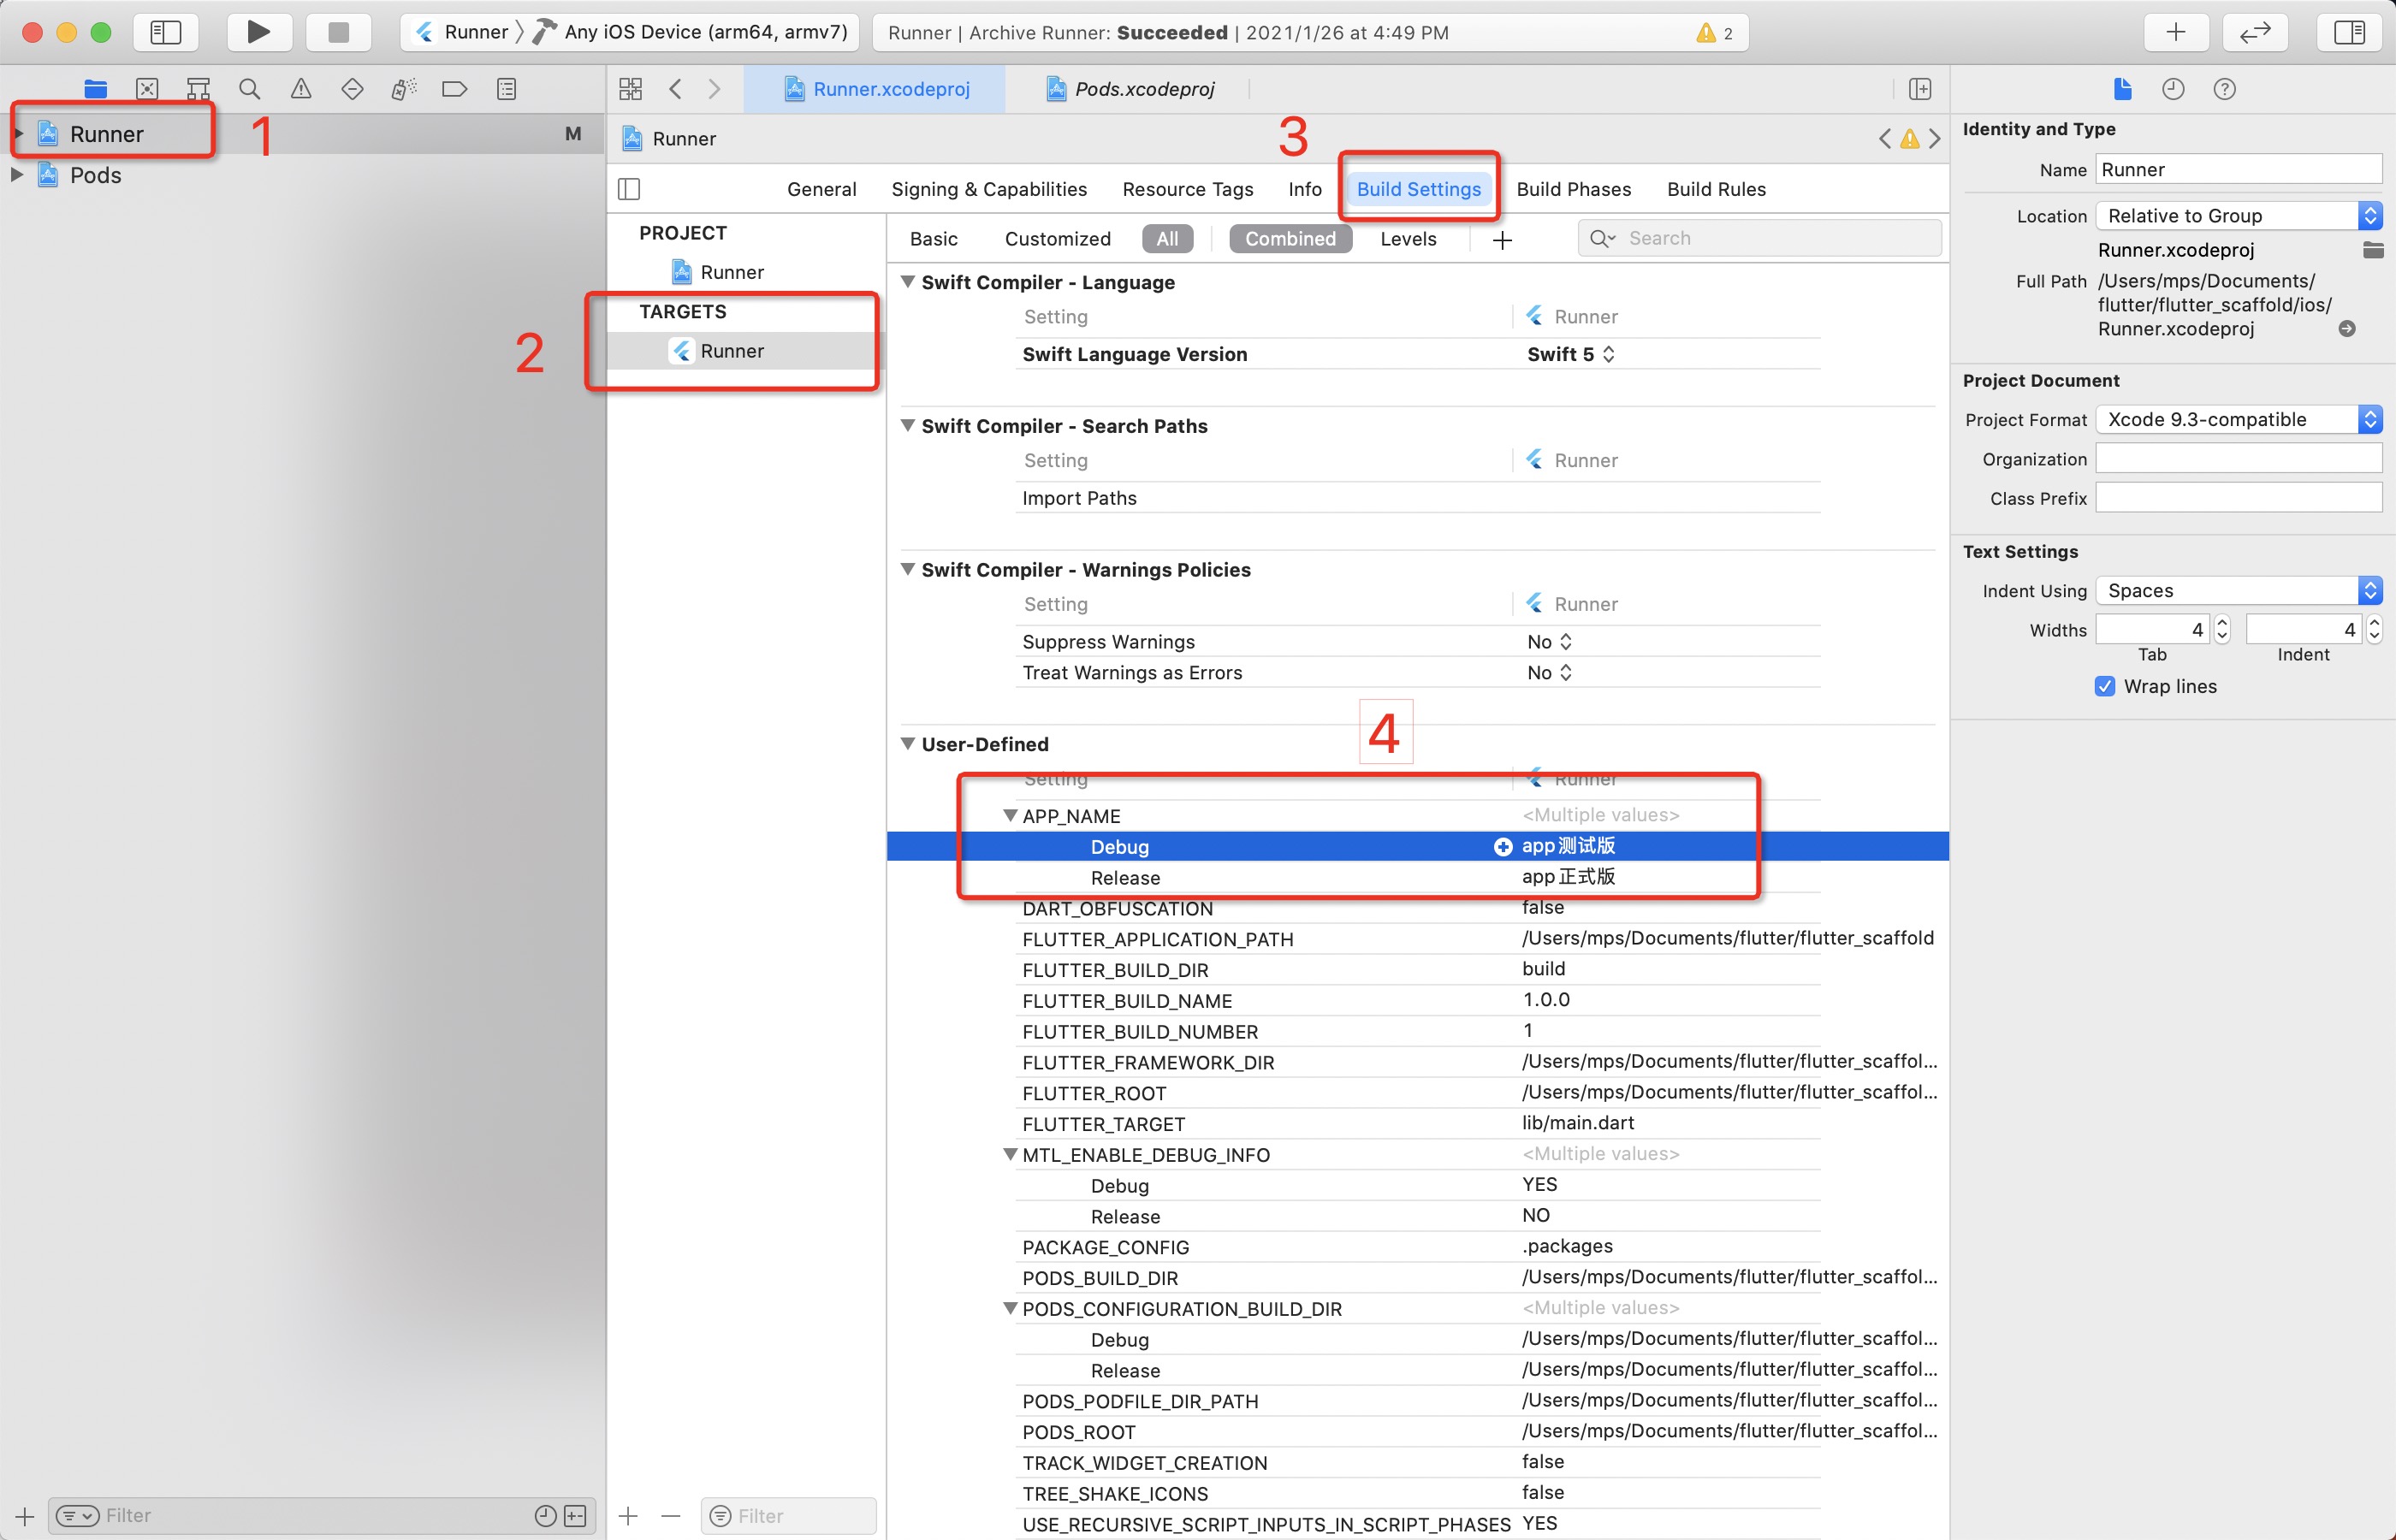 Runner 〉 Any iOS Device (arm64, armv7)
Runner | Archive Runner: Succeeded | 2021/1/26 at 4:49 PM
2
Runner.xcodeproj
Pods.xcodeproj
Runner
M
1
Pods
Runner
3
General
Signing & Capabilities
Resource Tags
Info
Build Settings
Build Phases
Build Rules
PROJECT
Runner
TARGETS
Runner
2
Basic
Customized
All
Combined
Levels
Search
Swift Compiler - Language
Setting Runner
Swift Language Version Swift 5
Swift Compiler - Search Paths
Setting Runner
Import Paths
Swift Compiler - Warnings Policies
Setting Runner
Suppress Warnings No
Treat Warnings as Errors No
4
User-Defined
Setting Runner
APP_NAME <Multiple values>
Debug app测试版
Release app正式版
DART_OBFUSCATION false
FLUTTER_APPLICATION_PATH /Users/mps/Documents/flutter/flutter_scaffold
FLUTTER_BUILD_DIR build
FLUTTER_BUILD_NAME 1.0.0
FLUTTER_BUILD_NUMBER 1
FLUTTER_FRAMEWORK_DIR /Users/mps/Documents/flutter/flutter_scaffol...
FLUTTER_ROOT /Users/mps/Documents/flutter/flutter_scaffol...
FLUTTER_TARGET lib/main.dart
MTL_ENABLE_DEBUG_INFO <Multiple values>
Debug YES
Release NO
PACKAGE_CONFIG .packages
PODS_BUILD_DIR /Users/mps/Documents/flutter/flutter_scaffol...
PODS_CONFIGURATION_BUILD_DIR <Multiple values>
Debug /Users/mps/Documents/flutter/flutter_scaffol...
Release /Users/mps/Documents/flutter/flutter_scaffol...
PODS_PODFILE_DIR_PATH /Users/mps/Documents/flutter/flutter_scaffol...
PODS_ROOT /Users/mps/Documents/flutter/flutter_scaffol...
TRACK_WIDGET_CREATION false
TREE_SHAKE_ICONS false
USE_RECURSIVE_SCRIPT_INPUTS_IN_SCRIPT_PHASES YES
Filter
Filter
Identity and Type
Name Runner
Location Relative to Group
Runner.xcodeproj
Full Path /Users/mps/Documents/
flutter/flutter_scaffold/ios/
Runner.xcodeproj
Project Document
Project Format Xcode 9.3-compatible
Organization
Class Prefix
Text Settings
Indent Using Spaces
Widths 4 4
Tab Indent
Wrap lines